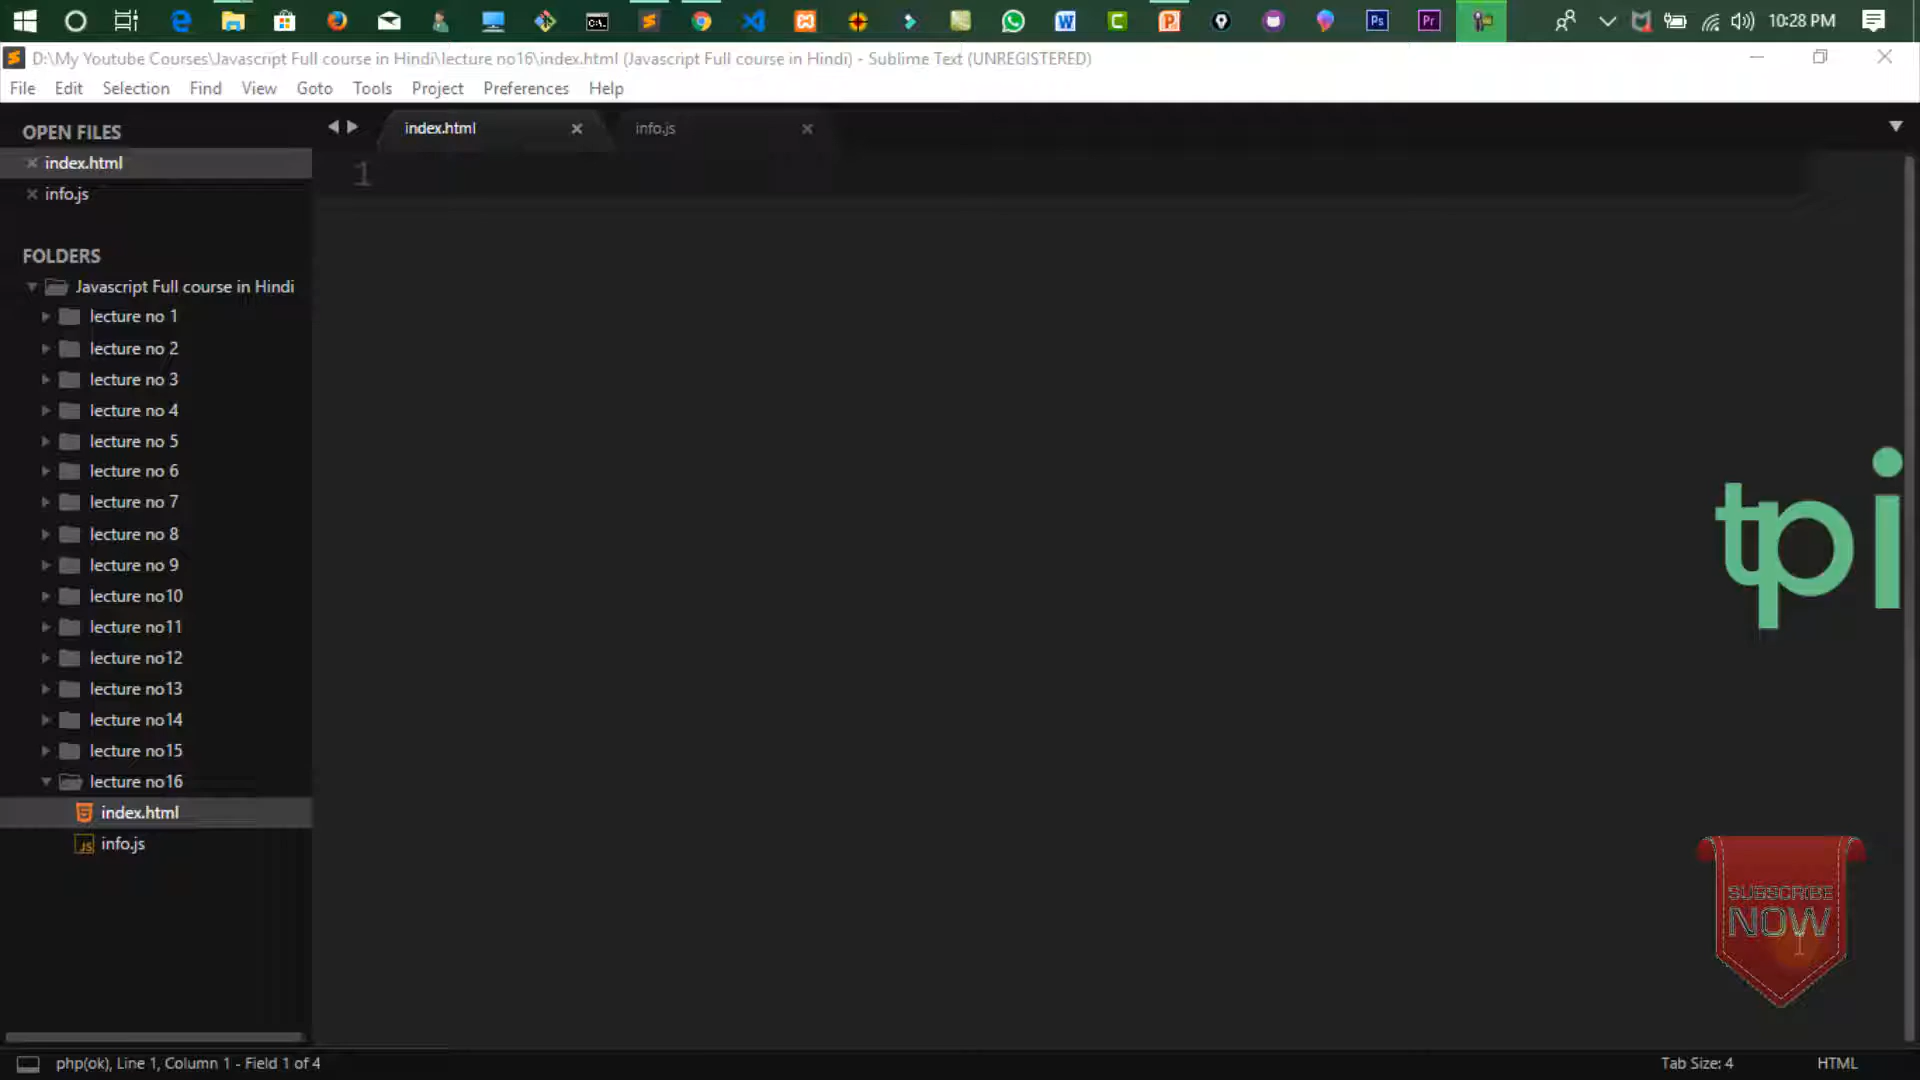 10:28 PM
D:\My Youtube Courses\Javascript Full course in Hindi\lecture no16\index.html (Javascript Full course in Hindi) - Sublime Text (UNREGISTERED)
File Edit Selection Find View Goto Tools Project Preferences Help
OPEN FILES
index.html
info.js
index.html info.js
1
FOLDERS
Javascript Full course in Hindi
lecture no 1
lecture no 2
lecture no 3
lecture no 4
lecture no 5
lecture no 6
lecture no 7
lecture no 8
lecture no 9
lecture no10
lecture no11
lecture no12
lecture no13
lecture no14
lecture no15
lecture no16
index.html
JS info.js
tpi
SUBSCRIBE
NOW
php(ok), Line 1, Column 1 - Field 1 of 4 Tab Size: 4 HTML